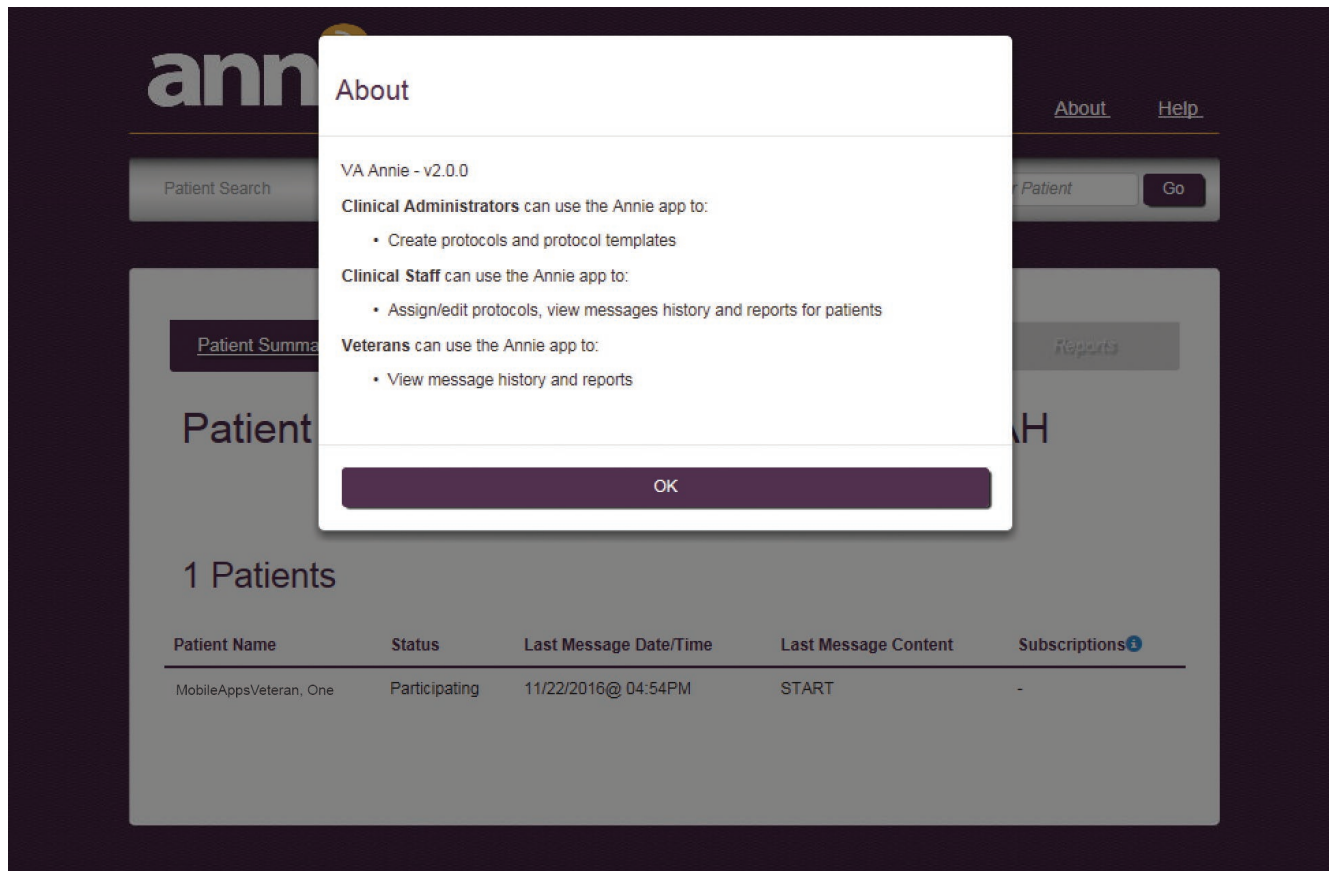 ann
About
About Help
VA Annie - v2.0.0
Patient Search
Patient
Go
Clinical Administrators can use the Annie app to:
• Create protocols and protocol templates
Clinical Staff can use the Annie app to:
• Assign/edit protocols, view messages history and reports for patients
Patient Summa
Veterans can use the Annie app to:
Reports
• View message history and reports
Patient
AH
OK
1 Patients
Patient Name Status Last Message Date/Time Last Message Content Subscriptions
MobileAppsVeteran, One Participating 11/22/2016@ 04:54PM START -